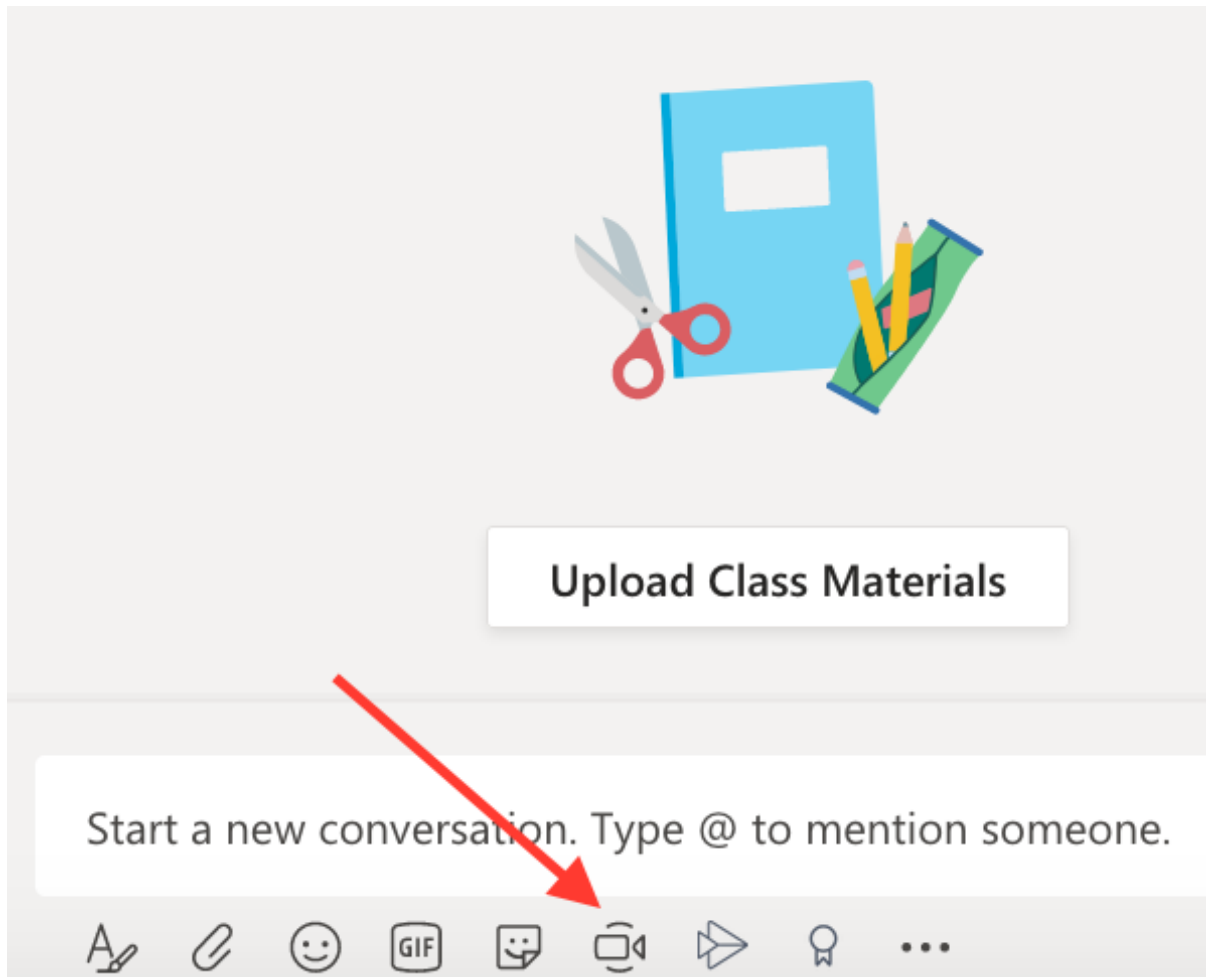 Upload Class Materials
Start a new conversation. Type @ to mention someone.
GIF